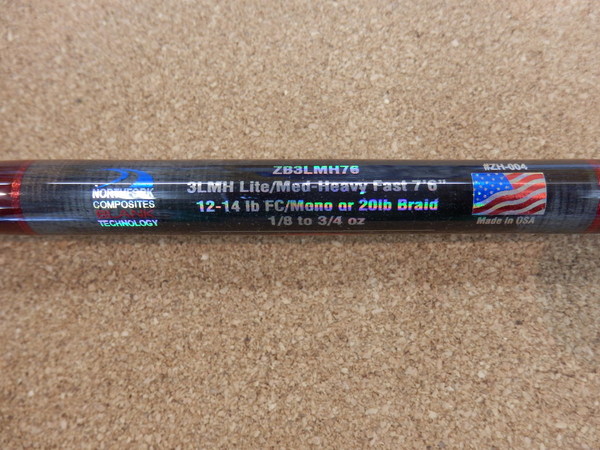 NORTHFORK
COMPOSITES
TECHNOLOGY
ZB3LMH76
3LMH Lite/Med-Heavy Fast 7'6"
12-14 lb FC/Mono or 20lb Braid
1/8 to 3/4 oz
#ZH-004
Made in USA